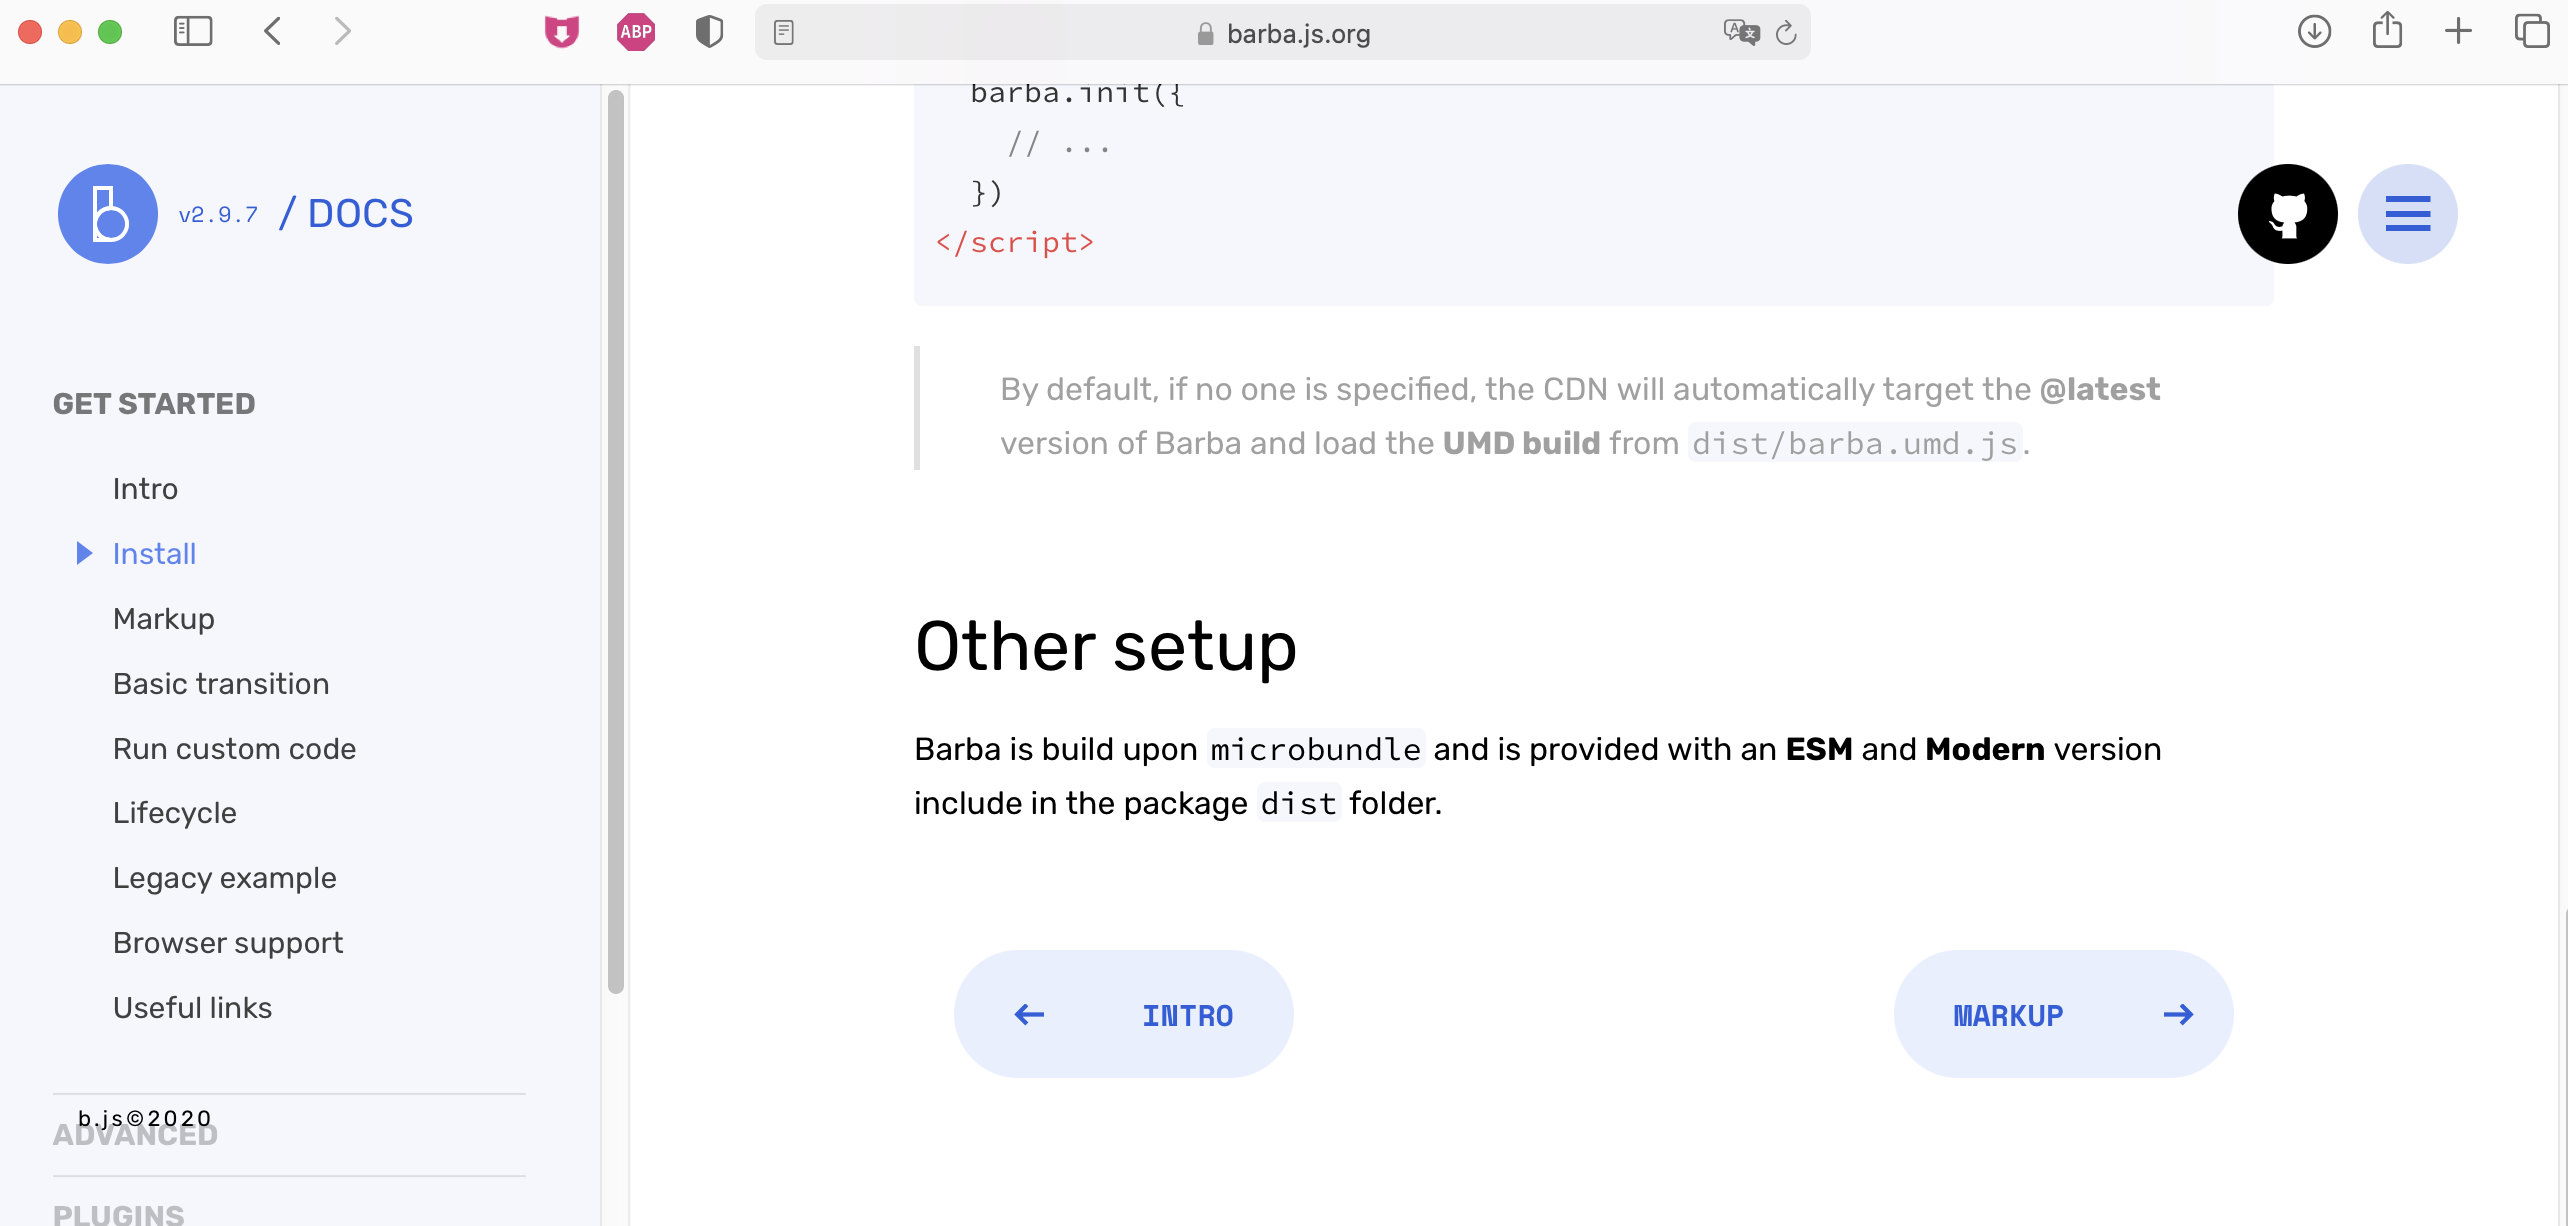 ABP
barba.js.org
v2.9.7 / DOCS
GET STARTED
Intro
Install
Markup
Basic transition
Run custom code
Lifecycle
Legacy example
Browser support
Useful links
b.js©2020
ADVANCED
PLUGINS
barba.init({
// ...
})
</script>
By default, if no one is specified, the CDN will automatically target the @latest
version of Barba and load the UMD build from dist/barba.umd.js.
Other setup
Barba is build upon microbundle and is provided with an ESM and Modern version
include in the package dist folder.
← INTRO
MARKUP →